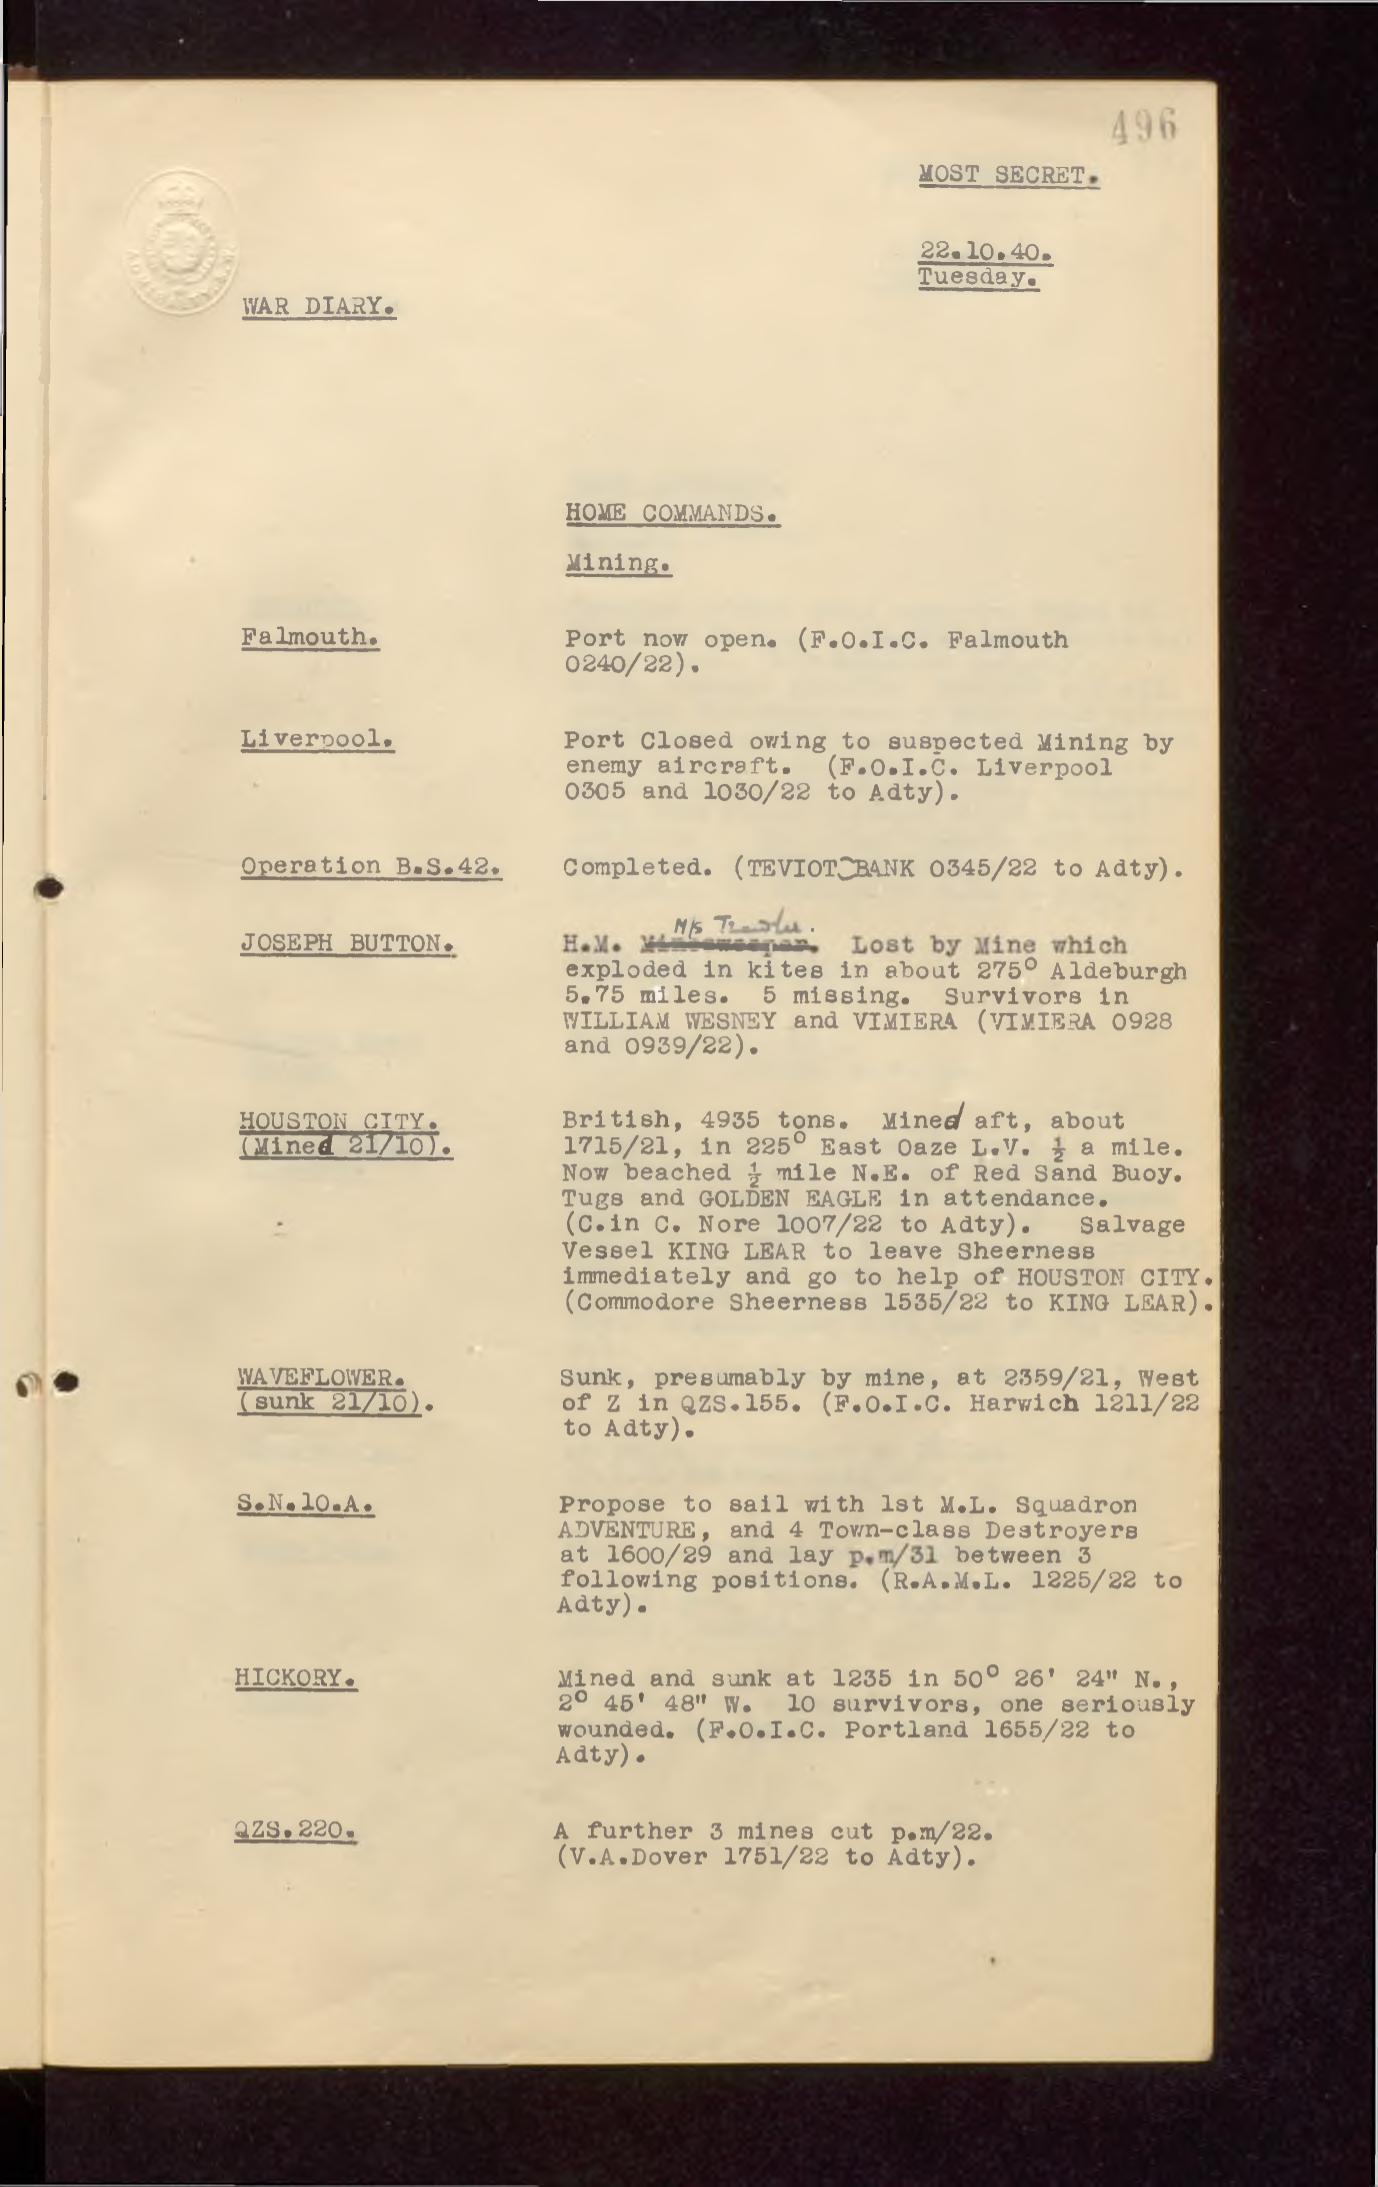 496
MOST SECRET.
22.10.40.
Tuesday.
WAR DIARY.
HOME COMMANDS.
Mining.
Falmouth. Port now open. (F.O.I.C. Falmouth
0240/22).
Liverpool. Port Closed owing to suspected Mining by
enemy aircraft. (F.O.I.C. Liverpool
0305 and 1030/22 to Adty).
Operation B.S.42. Completed. (TEVIOT BANK 0345/22 to Adty).
M/S Trawler.
JOSEPH BUTTON. H.M. Minesweeper. Lost by Mine which
exploded in kites in about 275° Aldeburgh
5.75 miles. 5 missing. Survivors in
WILLIAM WESNEY and VIMIERA (VIMIERA 0928
and 0939/22).
HOUSTON CITY. British, 4935 tons. Mined aft, about
(Mined 21/10). 1715/21, in 225° East Oaze L.V. ½ a mile.
Now beached ½ mile N.E. of Red Sand Buoy.
Tugs and GOLDEN EAGLE in attendance.
(C.in C. Nore 1007/22 to Adty). Salvage
Vessel KING LEAR to leave Sheerness
immediately and go to help of HOUSTON CITY.
(Commodore Sheerness 1535/22 to KING LEAR).
WAVEFLOWER. Sunk, presumably by mine, at 2359/21, West
(sunk 21/10). of Z in QZS.155. (F.O.I.C. Harwich 1211/22
to Adty).
S.N.10.A. Propose to sail with 1st M.L. Squadron
ADVENTURE, and 4 Town-class Destroyers
at 1600/29 and lay p.m/31 between 3
following positions. (R.A.M.L. 1225/22 to
Adty).
HICKORY. Mined and sunk at 1235 in 50° 26' 24" N.,
2° 45' 48" W. 10 survivors, one seriously
wounded. (F.O.I.C. Portland 1655/22 to
Adty).
QZS.220. A further 3 mines cut p.m/22.
(V.A.Dover 1751/22 to Adty).